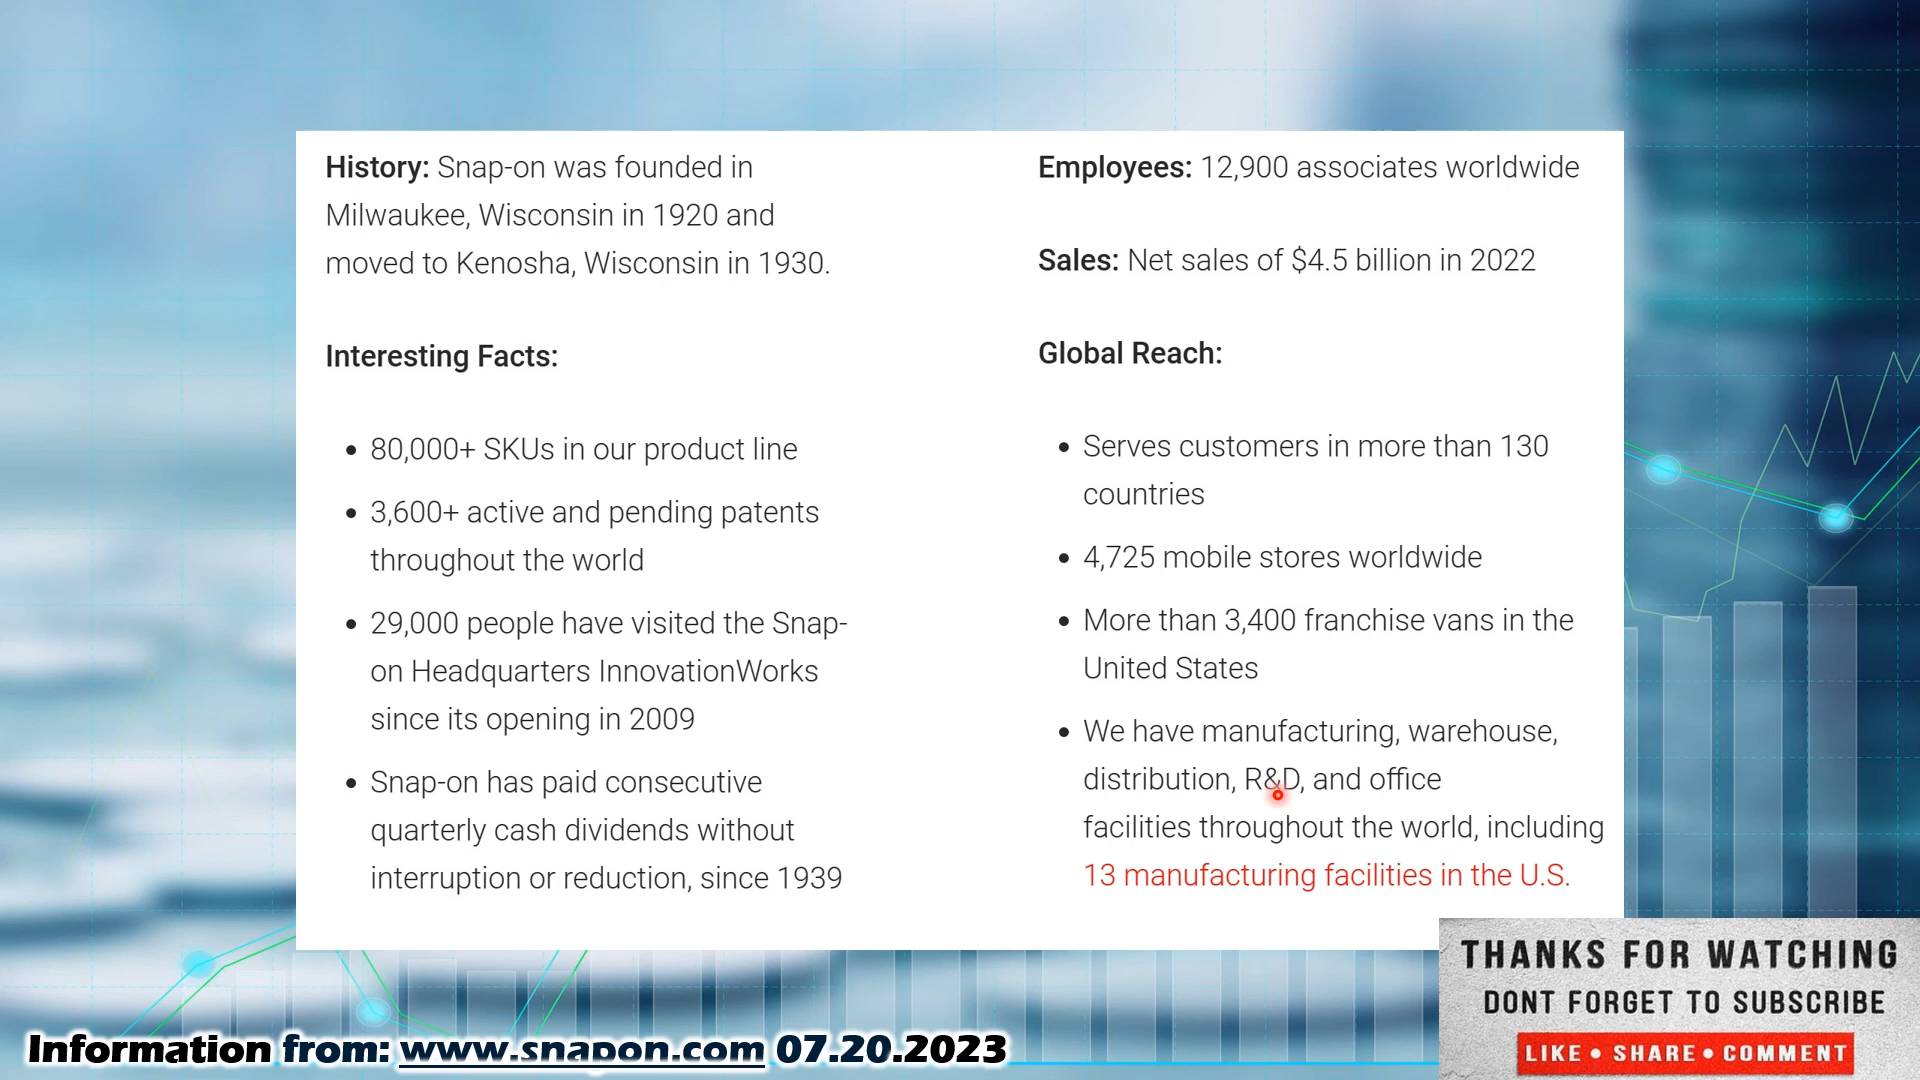 History: Snap-on was founded in
Milwaukee, Wisconsin in 1920 and
moved to Kenosha, Wisconsin in 1930.
Interesting Facts:
• 80,000+ SKUs in our product line
• 3,600+ active and pending patents
throughout the world
• 29,000 people have visited the Snap-
on Headquarters InnovationWorks
since its opening in 2009
• Snap-on has paid consecutive
quarterly cash dividends without
interruption or reduction, since 1939
Employees: 12,900 associates worldwide
Sales: Net sales of $4.5 billion in 2022
Global Reach:
• Serves customers in more than 130
countries
• 4,725 mobile stores worldwide
• More than 3,400 franchise vans in the
United States
• We have manufacturing, warehouse,
distribution, R&D, and office
facilities throughout the world, including
13 manufacturing facilities in the U.S.
THANKS FOR WATCHING
DONT FORGET TO SUBSCRIBE
LIKE • SHARE • COMMENT
Information from: www.snapon.com 07.20.2023